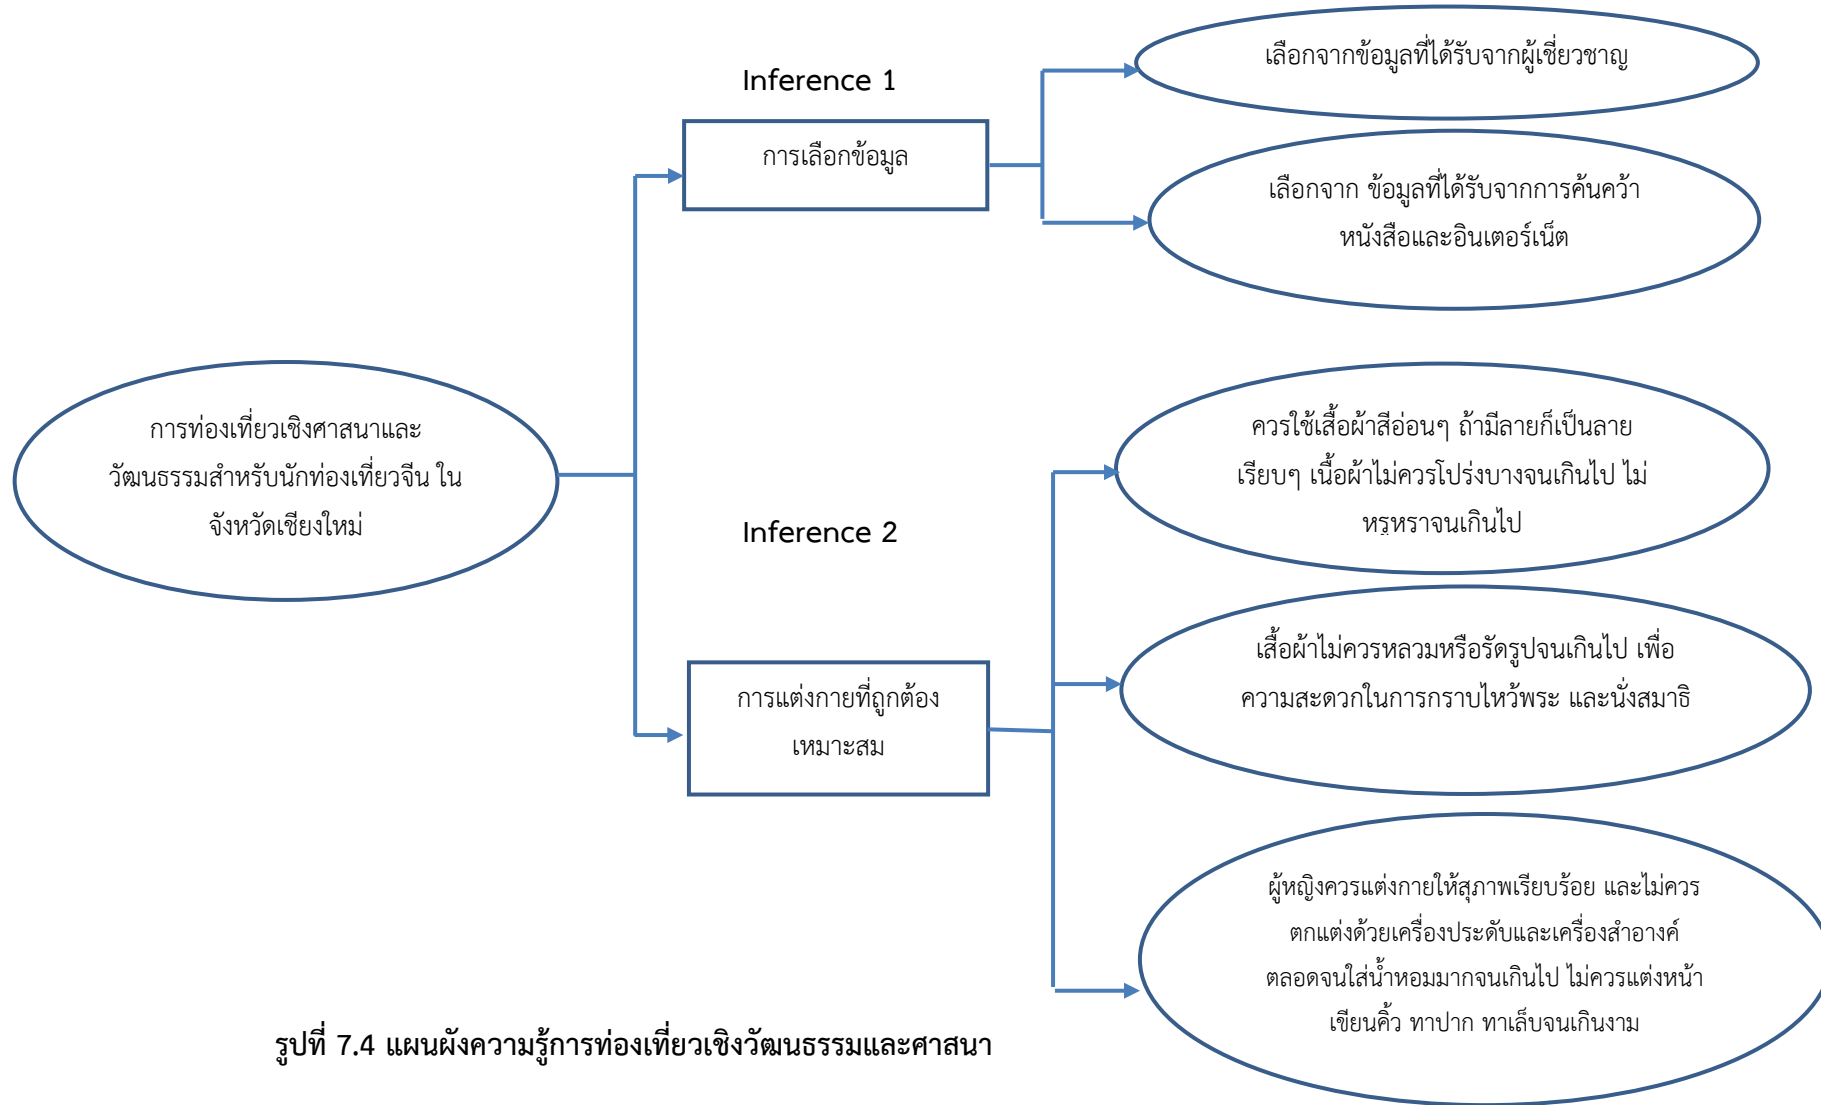 เลือกจากข้อมูลที่ได้รับจากผู้เชี่ยวชาญ
Inference 1
การเลือกข้อมูล
เลือกจาก ข้อมูลที่ได้รับจากการค้นคว้า
หนังสือและอินเตอร์เน็ต
การท่องเที่ยวเชิงศาสนาและ
วัฒนธรรมสำหรับนักท่องเที่ยวจีน ใน
จังหวัดเชียงใหม่
ควรใช้เสื้อผ้าสีอ่อนๆ ถ้ามีลายก็เป็นลาย
เรียบๆ เนื้อผ้าไม่ควรโปร่งบางจนเกินไป ไม่
หรูหราจนเกินไป
Inference 2
การแต่งกายที่ถูกต้อง
เหมาะสม
เสื้อผ้าไม่ควรหลวมหรือรัดรูปจนเกินไป เพื่อ
ความสะดวกในการกราบไหว้พระ และนั่งสมาธิ
ผู้หญิงควรแต่งกายให้สุภาพเรียบร้อย และไม่ควร
ตกแต่งด้วยเครื่องประดับและเครื่องสำอางค์
ตลอดจนใส่น้ำหอมมากจนเกินไป ไม่ควรแต่งหน้า
เขียนคิ้ว ทาปาก ทาเล็บจนเกินงาม
รูปที่ 7.4 แผนผังความรู้การท่องเที่ยวเชิงวัฒนธรรมและศาสนา